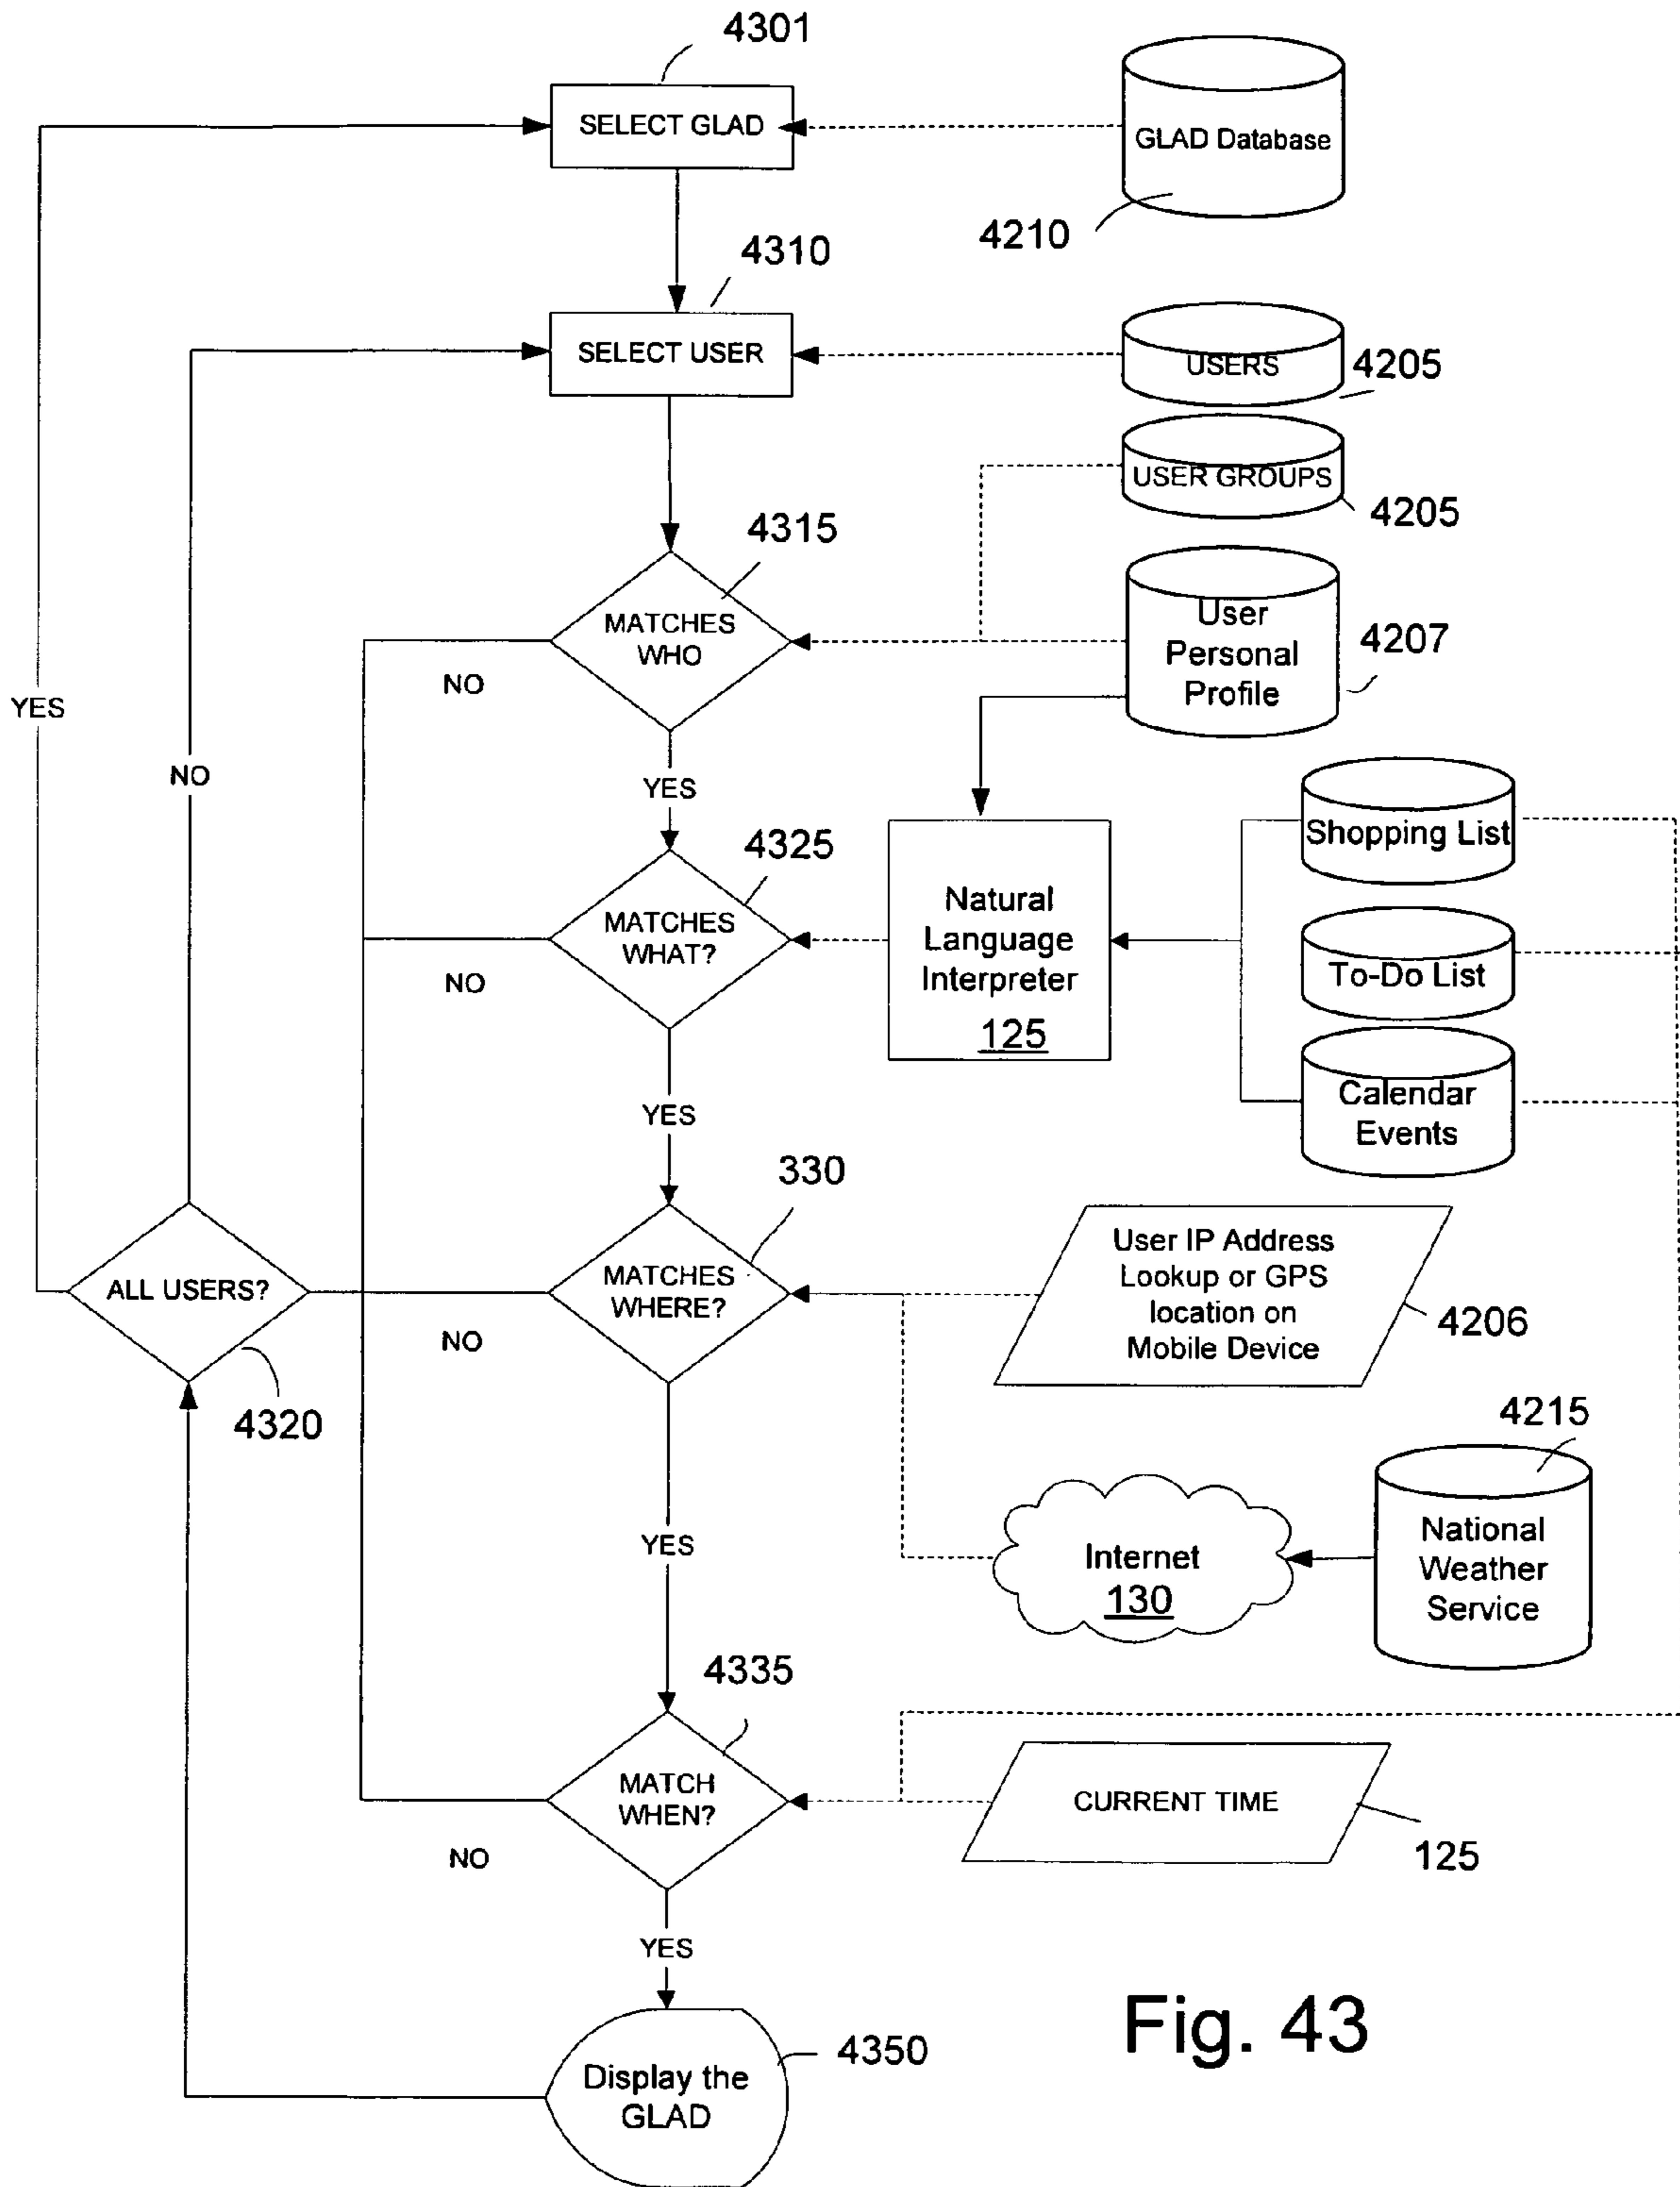 4301
SELECT GLAD
GLAD Database
4210
4310
SELECT USER
USERS
4205
USER GROUPS
4205
4315
MATCHES
WHO
NO
YES
User
Personal
Profile
4207
YES
NO
4325
MATCHES
WHAT?
NO
YES
Natural
Language
Interpreter
125
Shopping List
To-Do List
Calendar
Events
330
MATCHES
WHERE?
NO
YES
ALL USERS?
4320
User IP Address
Lookup or GPS
location on
Mobile Device
4206
4215
National
Weather
Service
Internet
130
4335
MATCH
WHEN?
NO
YES
CURRENT TIME
125
Display the
GLAD
4350
Fig. 43